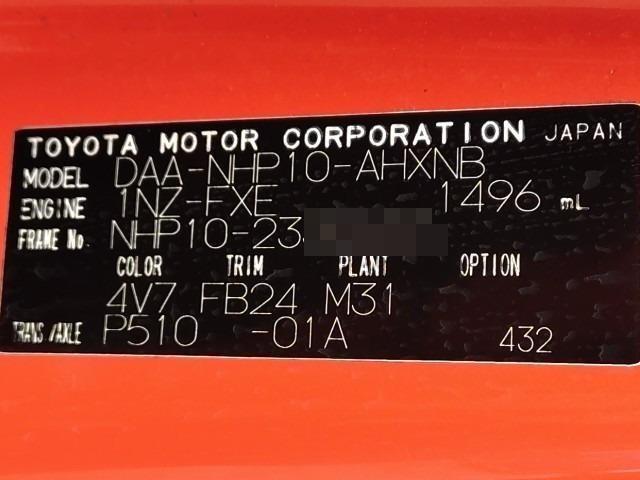 TOYOTA MOTOR CORPORATION JAPAN
MODEL DAA-NHP10-AHXNB
ENGINE 1NZ-FXE 1496 mL
FRAME No. NHP10-23
COLOR TRIM PLANT OPTION
4V7 FB24 M31
TRANS/AXLE P510 -01A 432